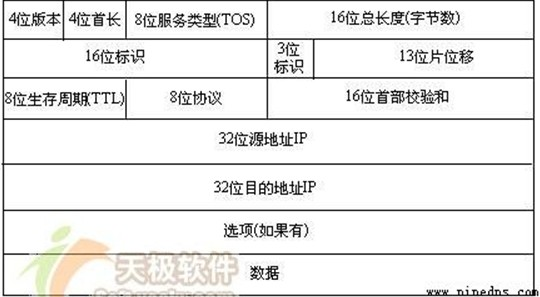 4位版本 4位首长 8位服务类型(TOS) 16位总长度(字节数)
16位标识 3位标识 13位片位移
8位生存周期(TTL) 8位协议 16位首部校验和
32位源地址IP
32位目的地址IP
选项(如果有)
天极软件
数据
www.ninedns.com